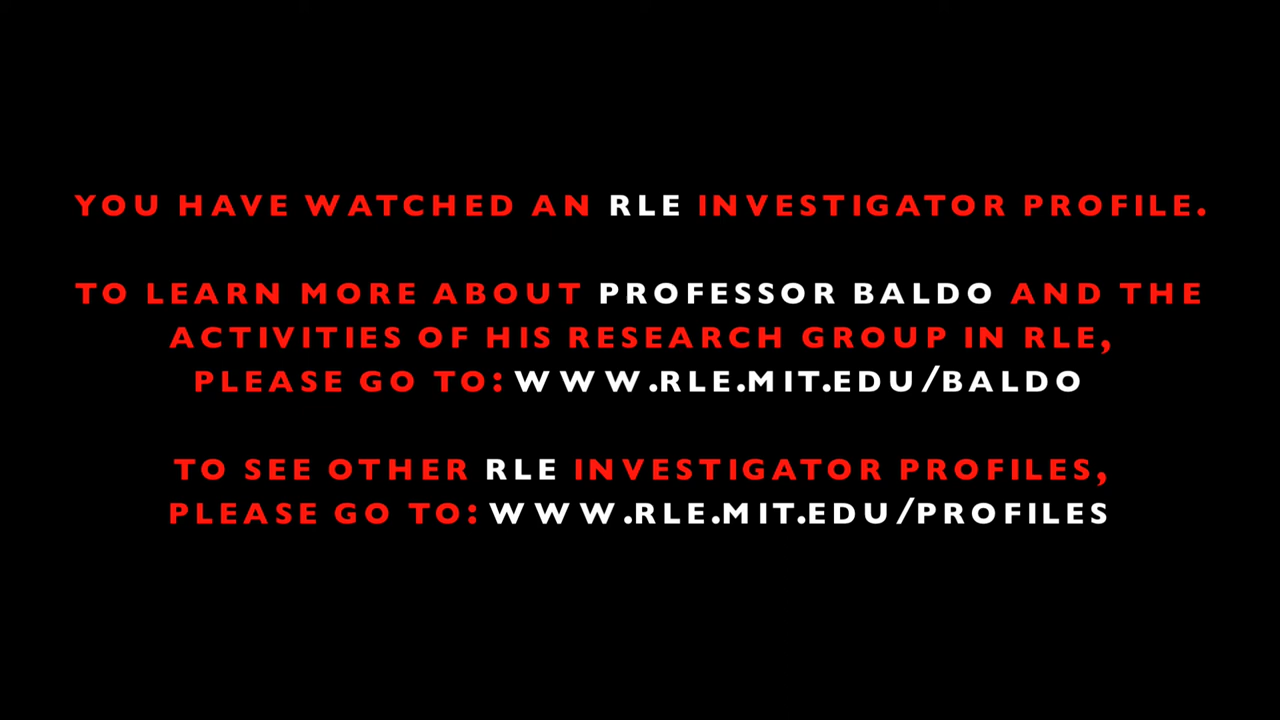 YOU HAVE WATCHED AN RLE INVESTIGATOR PROFILE.
TO LEARN MORE ABOUT PROFESSOR BALDO AND THE
ACTIVITIES OF HIS RESEARCH GROUP IN RLE,
PLEASE GO TO: WWW.RLE.MIT.EDU/BALDO
TO SEE OTHER RLE INVESTIGATOR PROFILES,
PLEASE GO TO: WWW.RLE.MIT.EDU/PROFILES